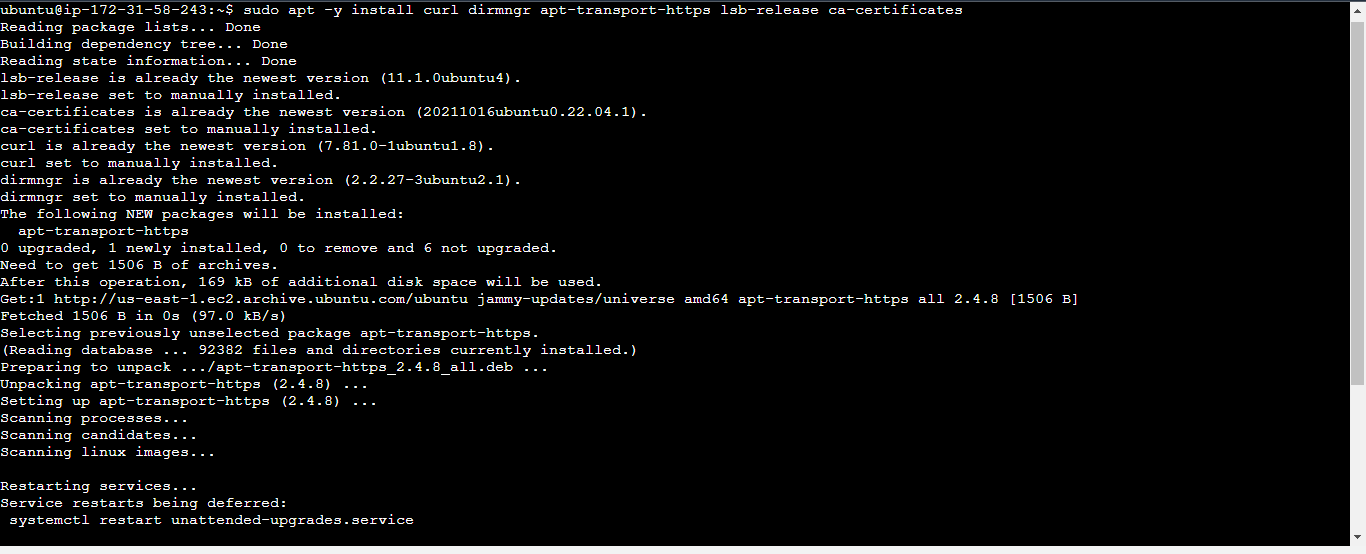 ubuntu@ip-172-31-58-243:~$ sudo apt -y install curl dirmngr apt-transport-https lsb-release ca-certificates
Reading package lists... Done
Building dependency tree... Done
Reading state information... Done
lsb-release is already the newest version (11.1.0ubuntu4).
lsb-release set to manually installed.
ca-certificates is already the newest version (20211016ubuntu0.22.04.1).
ca-certificates set to manually installed.
curl is already the newest version (7.81.0-1ubuntu1.8).
curl set to manually installed.
dirmngr is already the newest version (2.2.27-3ubuntu2.1).
dirmngr set to manually installed.
The following NEW packages will be installed:
  apt-transport-https
0 upgraded, 1 newly installed, 0 to remove and 6 not upgraded.
Need to get 1506 B of archives.
After this operation, 169 kB of additional disk space will be used.
Get:1 http://us-east-1.ec2.archive.ubuntu.com/ubuntu jammy-updates/universe amd64 apt-transport-https all 2.4.8 [1506 B]
Fetched 1506 B in 0s (97.0 kB/s)
Selecting previously unselected package apt-transport-https.
(Reading database ... 92382 files and directories currently installed.)
Preparing to unpack .../apt-transport-https_2.4.8_all.deb ...
Unpacking apt-transport-https (2.4.8) ...
Setting up apt-transport-https (2.4.8) ...
Scanning processes...
Scanning candidates...
Scanning linux images...

Restarting services...
Service restarts being deferred:
 systemctl restart unattended-upgrades.service